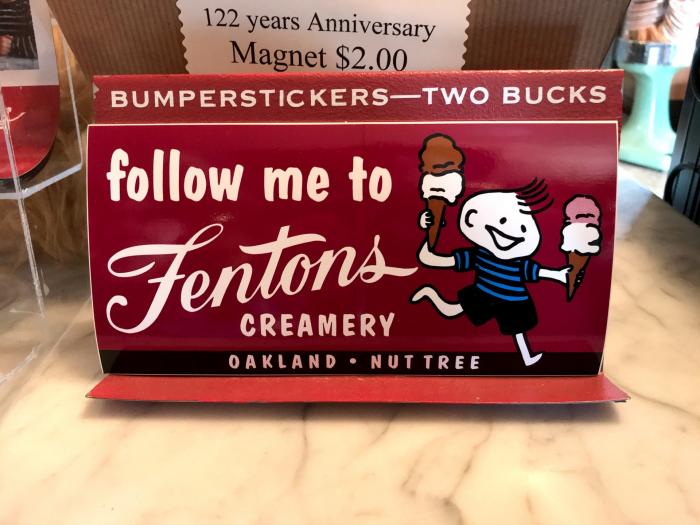 122 years Anniversary
Magnet $2.00
BUMPERSTICKERS—TWO BUCKS
follow me to
Fentons
CREAMERY
OAKLAND • NUT TREE